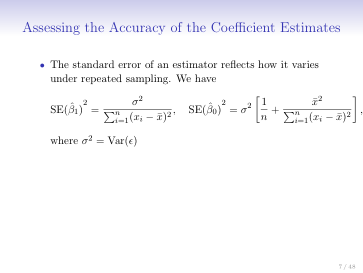 Assessing the Accuracy of the Coefficient Estimates
• The standard error of an estimator reflects how it varies
under repeated sampling. We have
SE(β̂₁)² = σ² / ∑ⁿᵢ₌₁(xᵢ − x̄)², SE(β̂₀)² = σ² [1/n + x̄² / ∑ⁿᵢ₌₁(xᵢ − x̄)²],
where σ² = Var(ϵ)
7 / 48